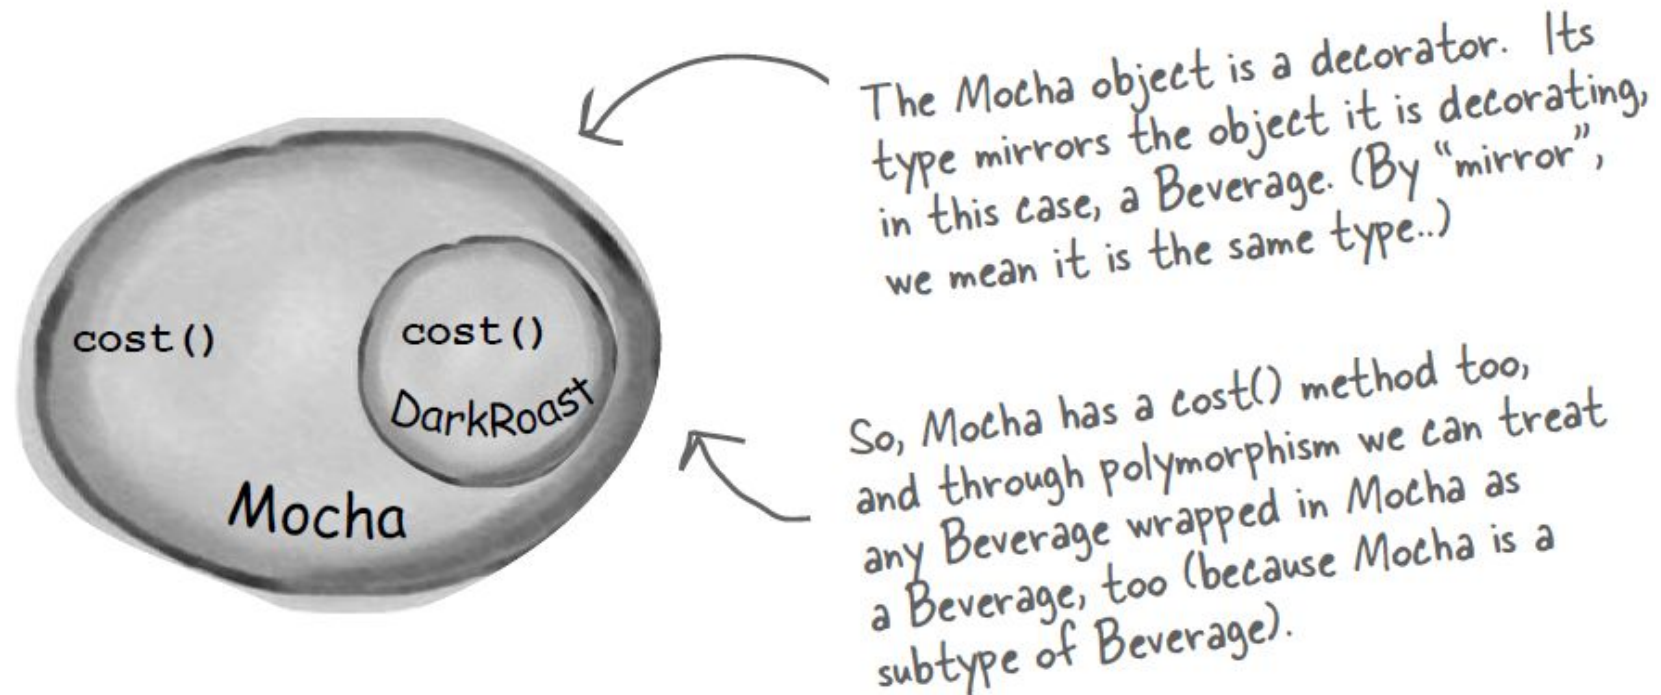 The Mocha object is a decorator. Its
type mirrors the object it is decorating,
in this case, a Beverage. (By “mirror”,
we mean it is the same type..)
cost()
cost()
DarkRoast
Mocha
So, Mocha has a cost() method too,
and through polymorphism we can treat
any Beverage wrapped in Mocha as
a Beverage, too (because Mocha is a
subtype of Beverage).